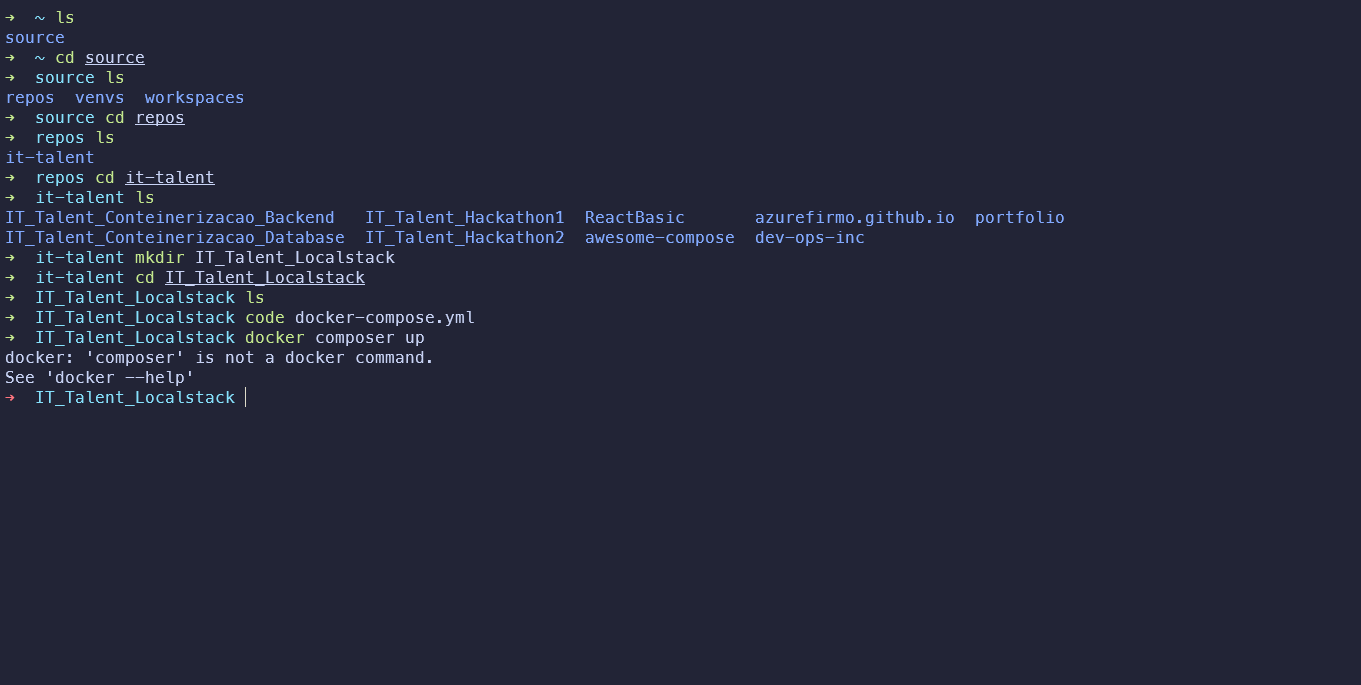 ➜  ~ ls
source
➜  ~ cd source
➜  source ls
repos  venvs  workspaces
➜  source cd repos
➜  repos ls
it-talent
➜  repos cd it-talent
➜  it-talent ls
IT_Talent_Conteinerizacao_Backend   IT_Talent_Hackathon1  ReactBasic       azurefirmo.github.io  portfolio
IT_Talent_Conteinerizacao_Database  IT_Talent_Hackathon2  awesome-compose  dev-ops-inc
➜  it-talent mkdir IT_Talent_Localstack
➜  it-talent cd IT_Talent_Localstack
➜  IT_Talent_Localstack ls
➜  IT_Talent_Localstack code docker-compose.yml
➜  IT_Talent_Localstack docker composer up
docker: 'composer' is not a docker command.
See 'docker --help'
➜  IT_Talent_Localstack